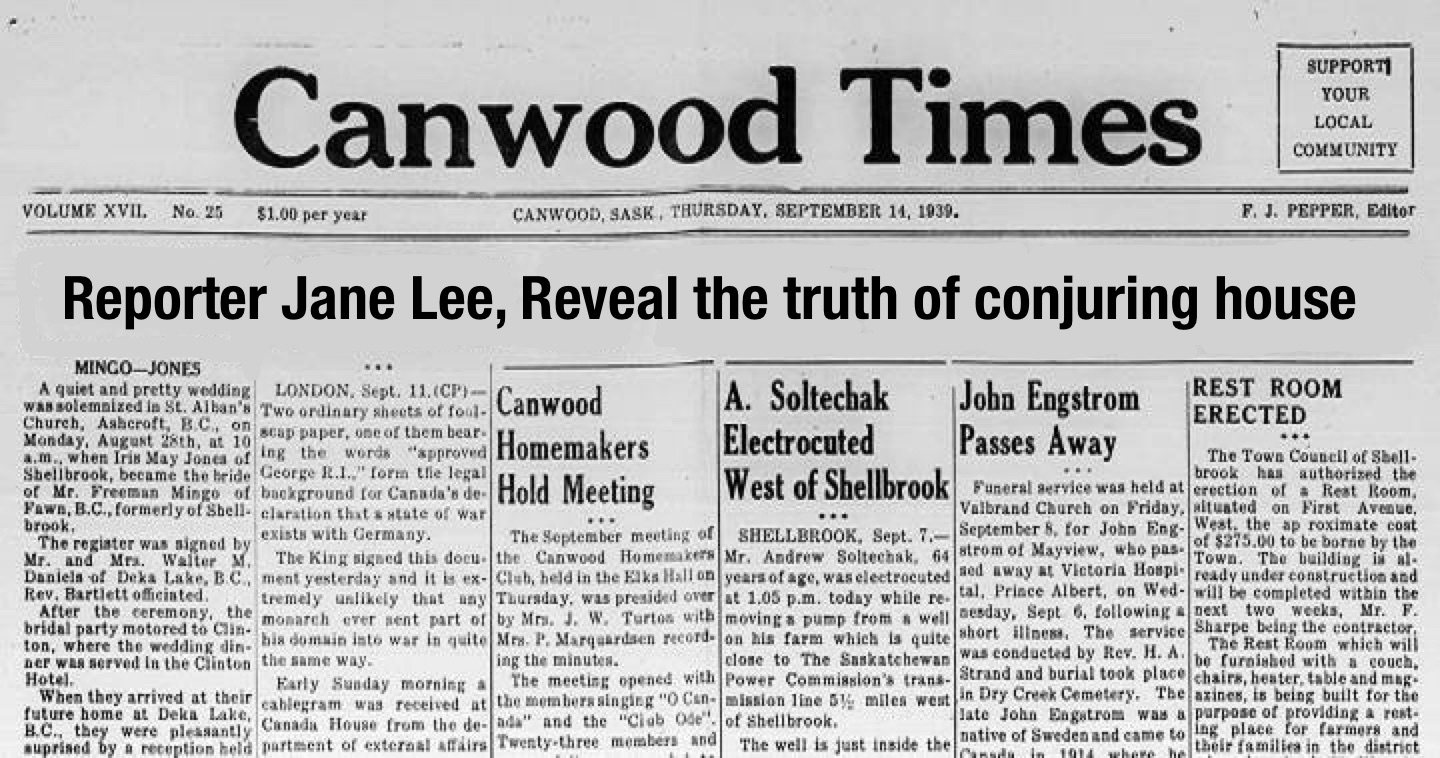 Canwood Times
SUPPORT
YOUR
LOCAL
COMMUNITY
VOLUME XVII. No. 25 $1.00 per year
CANWOOD, SASK., THURSDAY, SEPTEMBER 14, 1939.
F. J. PEPPER, Editor
Reporter Jane Lee, Reveal the truth of conjuring house
MINGO—JONES
A quiet and pretty wedding
was solemnized in St. Alban's
Church, Ashcroft, B.C., on
Monday, August 28th, at 10
a.m., when Iris May Jones of
Shellbrook, became the bride
of Mr. Freeman Mingo of
Fawn, B.C., formerly of Shell-
brook.
The register was signed by
Mr. and Mrs. Walter M.
Daniels of Deka Lake, B.C.,
Rev. Bartlett officiated.
After the ceremony, the
bridal party motored to Clin-
ton, where the wedding din-
ner was served in the Clinton
Hotel.
When they arrived at their
future home at Deka Lake,
B.C., they were pleasantly
suprised by a reception held
LONDON, Sept. 11.(CP)—
Two ordinary sheets of fool-
scap paper, one of them bear-
ing the words "approved
George R.I.," form the legal
background for Canada's de-
claration that a state of war
exists with Germany.
The King signed this docu-
ment yesterday and it is ex-
tremely unlikely that any
monarch ever sent part of
his domain into war in quite
the same way.
Early Sunday morning a
cablegram was received at
Canada House from the de-
partment of external affairs
Canwood
Homemakers
Hold Meeting
The September meeting of
the Canwood Homemakers
Club, held in the Elks Hall on
Thursday, was presided over
by Mrs. J. W. Turton with
Mrs. P. Marquardsen record-
ing the minutes.
The meeting opened with
the members singing "O Can-
ada" and the "Club Ode".
Twenty-three members and
A. Soltechak
Electrocuted
West of Shellbrook
SHELLBROOK, Sept. 7.—
Mr. Andrew Soltechak, 64
years of age, was electrocuted
at 1.05 p.m. today while re-
moving a pump from a well
on his farm which is quite
close to The Saskatchewan
Power Commission's trans-
mission line 5½ miles west
of Shellbrook.
The well is just inside the
John Engstrom
Passes Away
Funeral service was held at
Valbrand Church on Friday,
September 8, for John Eng-
strom of Mayview, who pas-
sed away at Victoria Hospi-
tal, Prince Albert, on Wed-
nesday, Sept. 6, following a
short illness. The service
was conducted by Rev. H. A.
Strand and burial took place
in Dry Creek Cemetery. The
late John Engstrom was a
native of Sweden and came to
Canada in 1914 where he
REST ROOM
ERECTED
The Town Council of Shell-
brook has authorized the
erection of a Rest Room,
situated on First Avenue,
West, the ap roximate cost
of $275.00 to be borne by the
Town. The building is al-
ready under construction and
will be completed within the
next two weeks, Mr. F.
Sharpe being the contractor.
The Rest Room which will
be furnished with a couch,
chairs, heater, table and mag-
azines, is being built for the
purpose of providing a rest-
ing place for farmers and
their families in the district